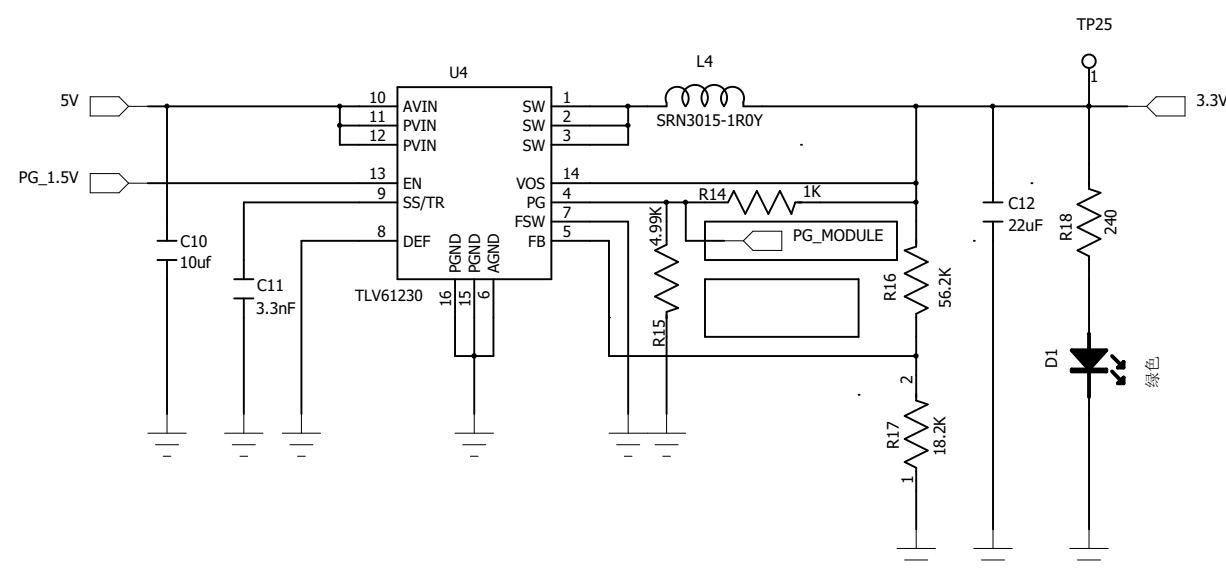 TP25
1
U4
L4
5V
10 AVIN
SW 1
3.3V
11 PVIN
SW 2
SRN3015-1R0Y
12 PVIN
SW 3
PG_1.5V
13 EN
VOS 14
9 SS/TR
PG 4
R14
1K
FSW 7
8 DEF
FB 5
PGND
PGND
AGND
16
15
6
TLV61230
C10
10uf
C11
3.3nF
4.99K
R15
PG_MODULE
R16
56.2K
C12
22uF
R18
240
D1
绿色
2
R17
18.2K
1